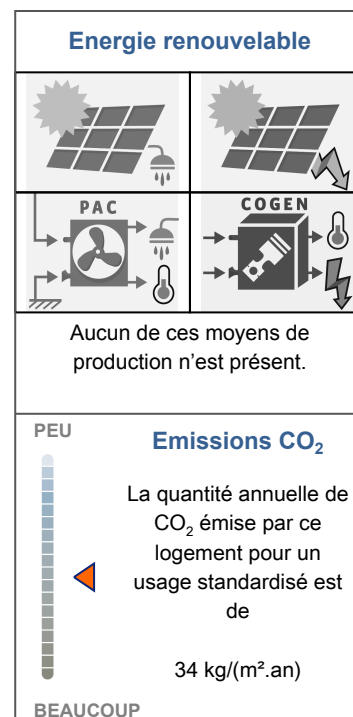 Energie renouvelable
PAC
COGEN
Aucun de ces moyens de
production n'est présent.
PEU
Emissions CO₂
La quantité annuelle de
CO₂ émise par ce
logement pour un
usage standardisé est
de
34 kg/(m².an)
BEAUCOUP